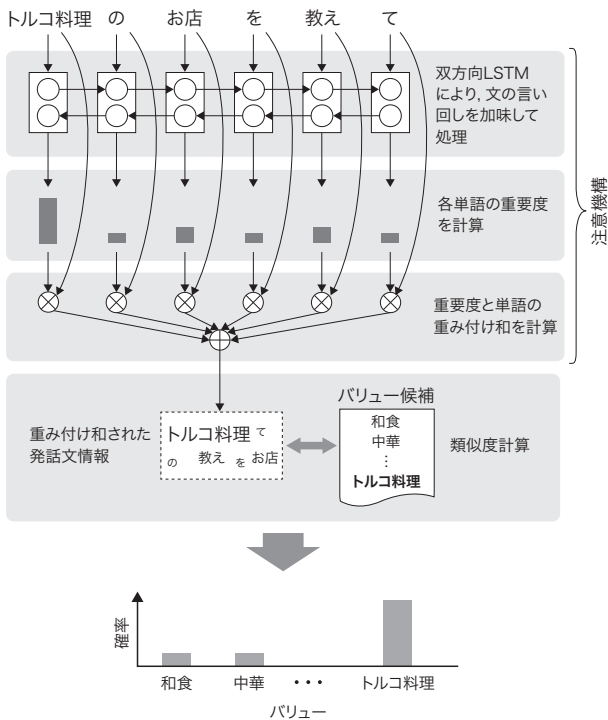 トルコ料理 の お店 を 教え て
双方向LSTM
により, 文の言い
回しを加味して
処理
各単語の重要度
を計算
注意機構
重要度と単語の
重み付け和を計算
重み付け和された
発話文情報
トルコ料理 て
の 教え を お店
バリュー候補
和食
中華
⋮
トルコ料理
類似度計算
確率
和食 中華 ・・・ トルコ料理
バリュー